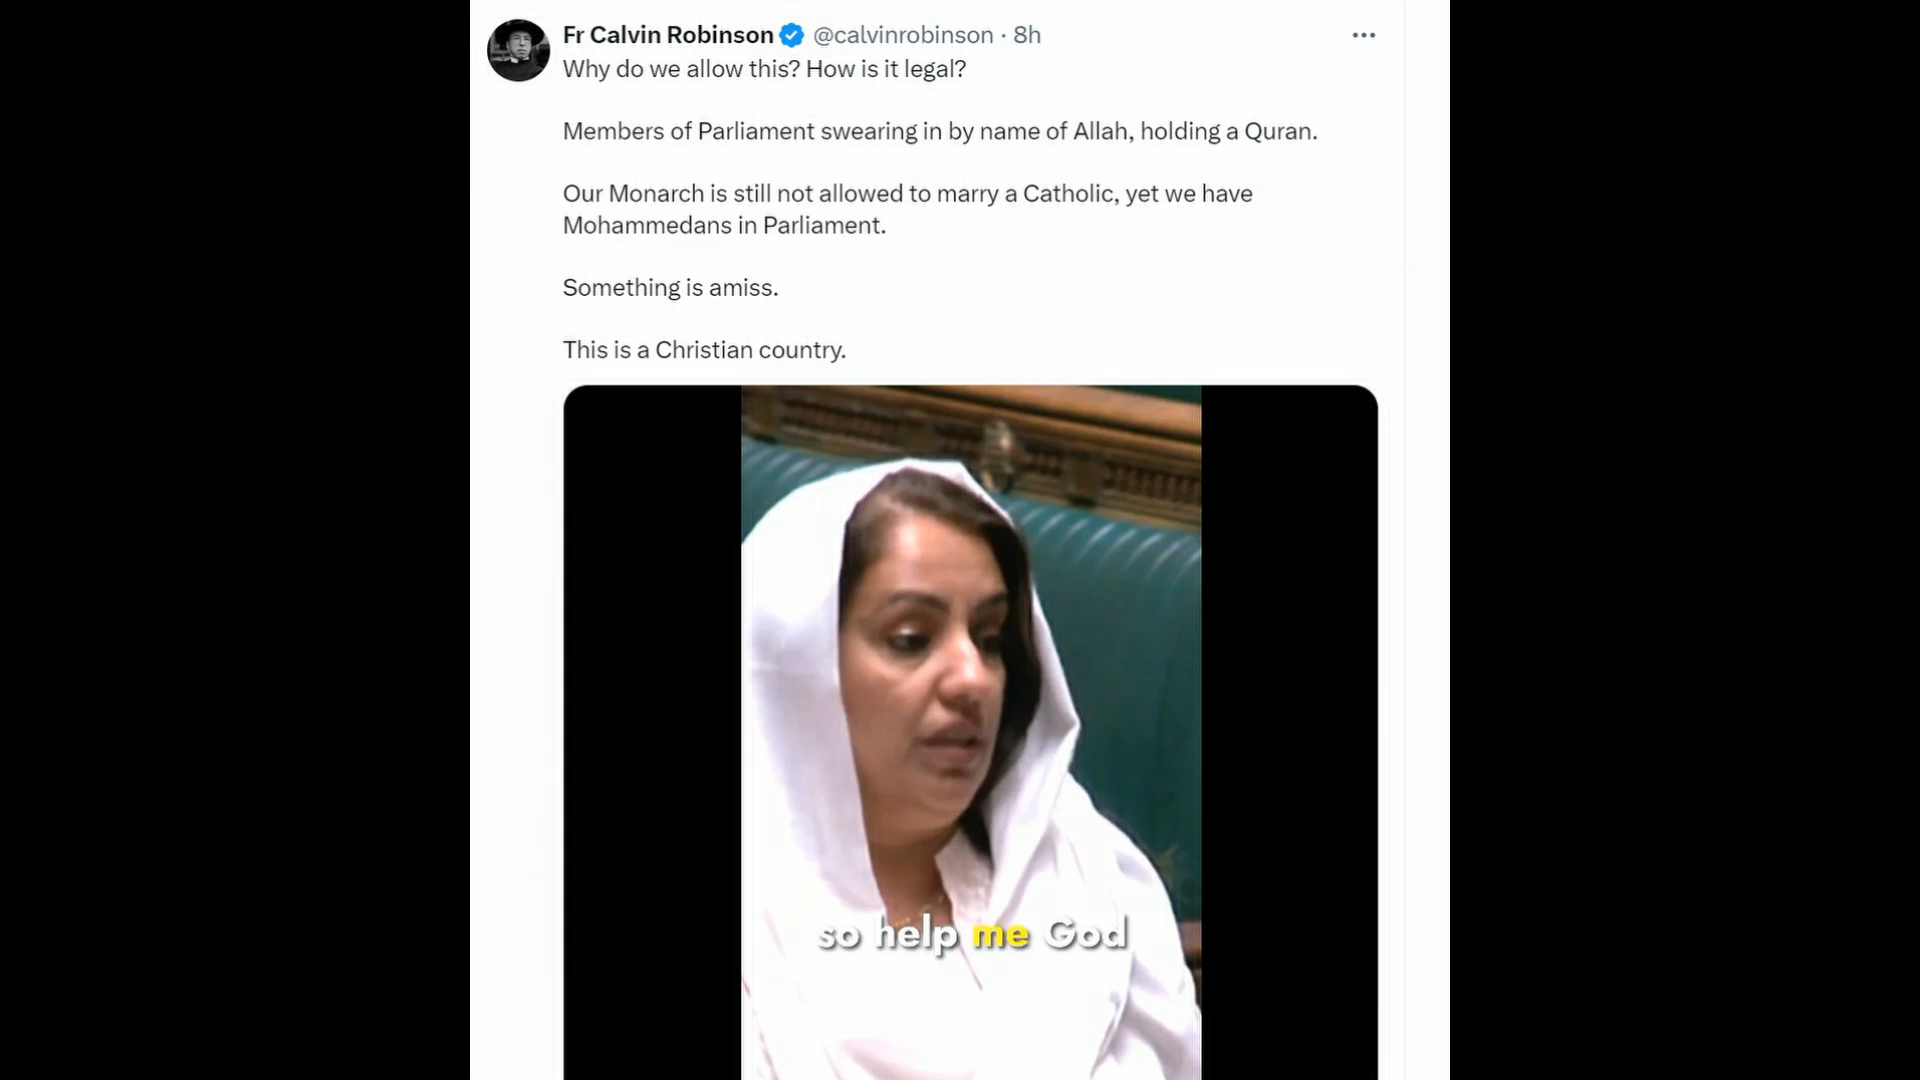 Fr Calvin Robinson @calvinrobinson · 8h
Why do we allow this? How is it legal?
Members of Parliament swearing in by name of Allah, holding a Quran.
Our Monarch is still not allowed to marry a Catholic, yet we have
Mohammedans in Parliament.
Something is amiss.
This is a Christian country.
so help me God